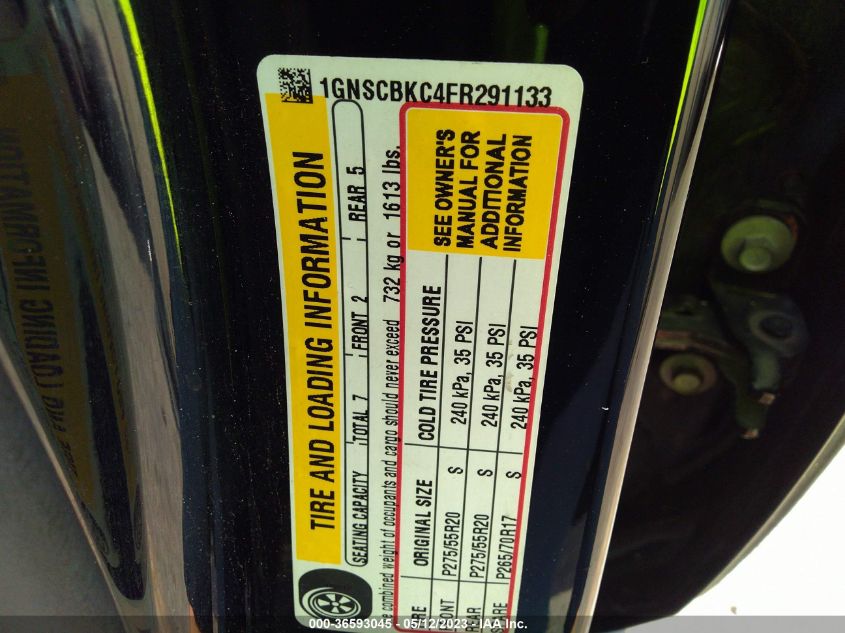 1GNSCBKC4FR291133
TIRE AND LOADING INFORMATION
SEATING CAPACITY TOTAL 7 FRONT 2 REAR 5
combined weight of occupants and cargo should never exceed 732 kg or 1613 lbs.
ORIGINAL SIZE COLD TIRE PRESSURE
P275/55R20 S 240 kPa, 35 PSI
P275/55R20 S 240 kPa, 35 PSI
P265/70R17 S 240 kPa, 35 PSI
SEE OWNER'S
MANUAL FOR
ADDITIONAL
INFORMATION
000-36593045 - 05/12/2023 - IAA Inc.